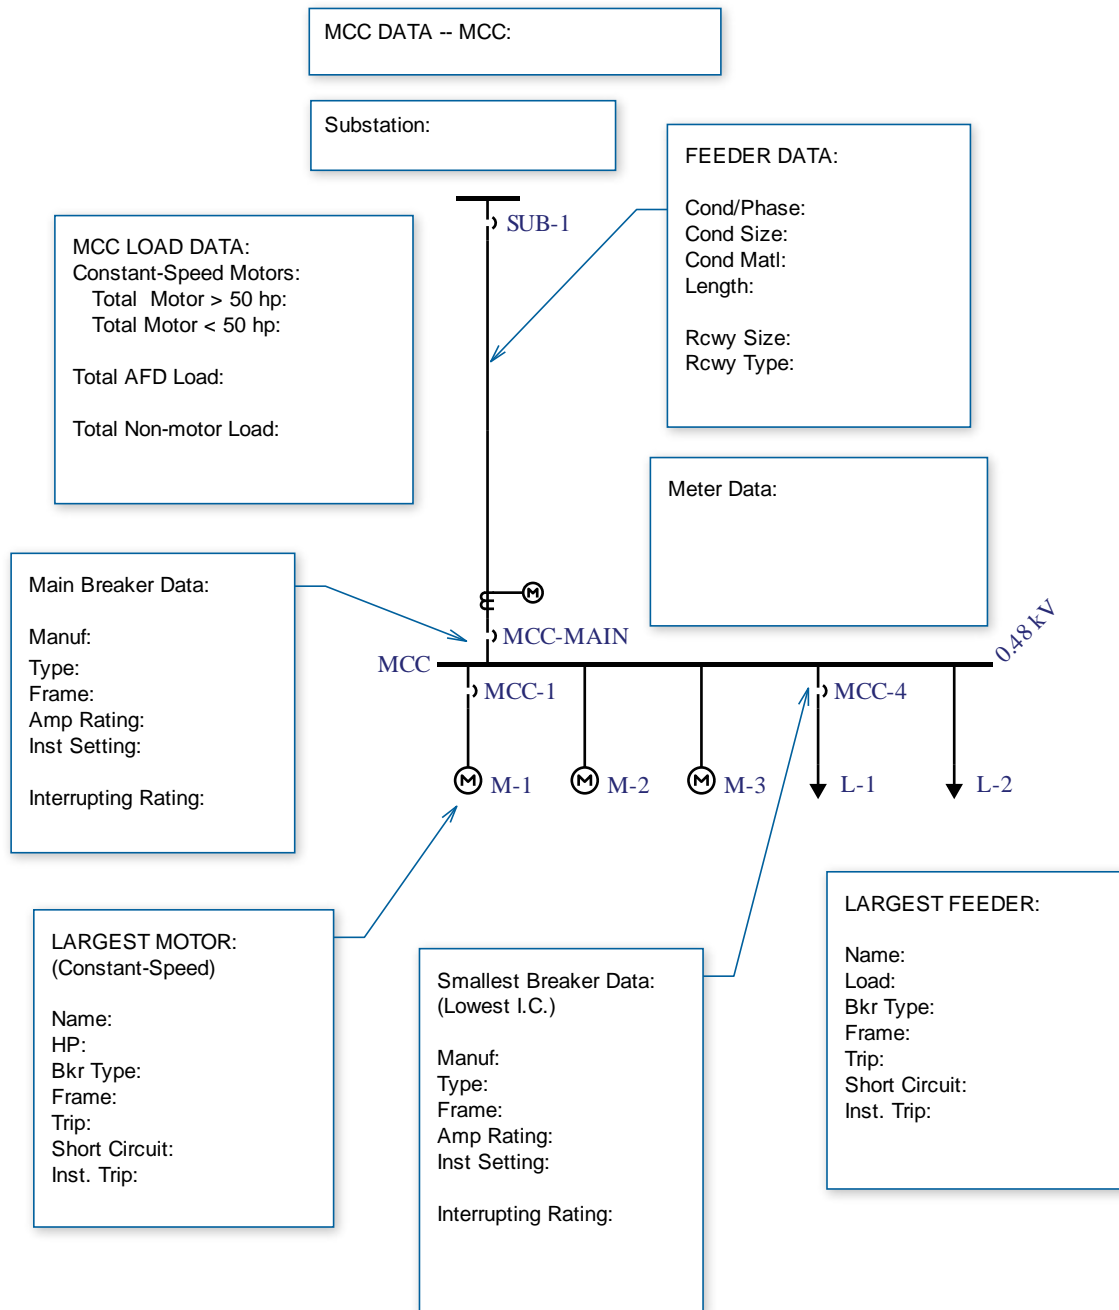 MCC DATA -- MCC:
Substation:
FEEDER DATA:
Cond/Phase:
Cond Size:
Cond Matl:
Length:
Rcwy Size:
Rcwy Type:
SUB-1
MCC LOAD DATA:
Constant-Speed Motors:
Total  Motor > 50 hp:
Total Motor < 50 hp:
Total AFD Load:
Total Non-motor Load:
Meter Data:
Main Breaker Data:
Manuf:
Type:
Frame:
Amp Rating:
Inst Setting:
Interrupting Rating:
M
MCC-MAIN
MCC
0.48 kV
MCC-1
MCC-4
M
M-1
M
M-2
M
M-3
L-1
L-2
LARGEST MOTOR:
(Constant-Speed)
Name:
HP:
Bkr Type:
Frame:
Trip:
Short Circuit:
Inst. Trip:
Smallest Breaker Data:
(Lowest I.C.)
Manuf:
Type:
Frame:
Amp Rating:
Inst Setting:
Interrupting Rating:
LARGEST FEEDER:
Name:
Load:
Bkr Type:
Frame:
Trip:
Short Circuit:
Inst. Trip: